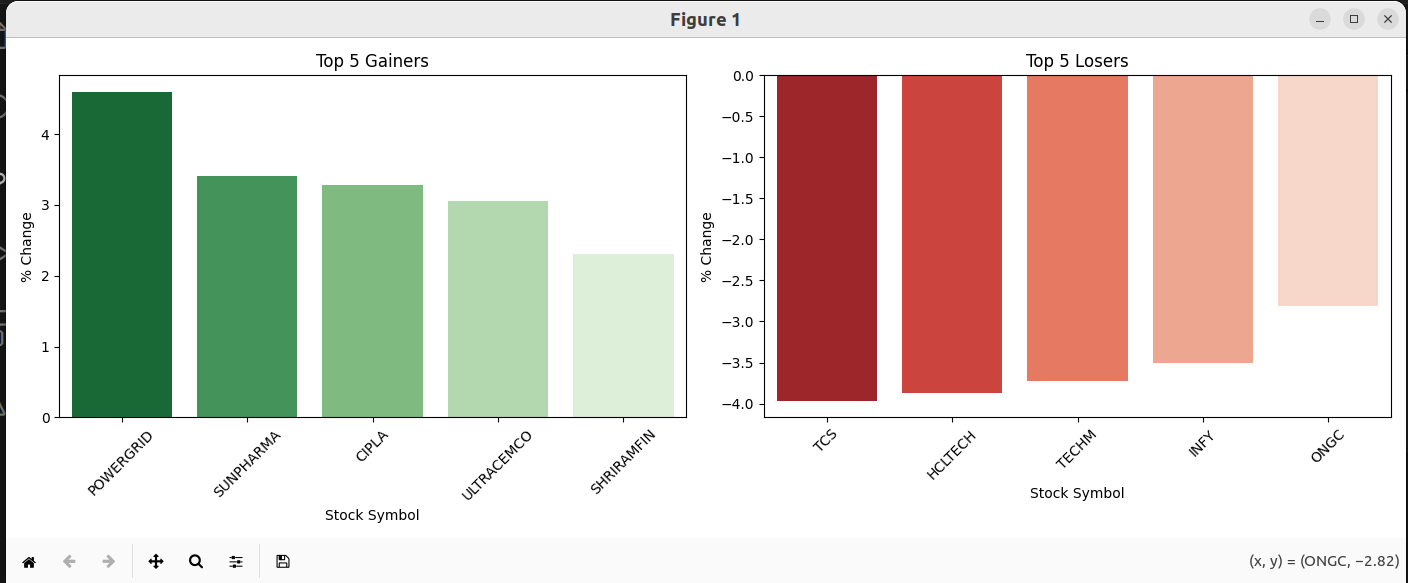 Figure 1
Top 5 Gainers
% Change
4
3
2
1
0
POWERGRID
SUNPHARMA
CIPLA
ULTRACEMCO
SHRIRAMFIN
Stock Symbol
Top 5 Losers
% Change
0.0
−0.5
−1.0
−1.5
−2.0
−2.5
−3.0
−3.5
−4.0
TCS
HCLTECH
TECHM
INFY
ONGC
Stock Symbol
(x, y) = (ONGC, −2.82)